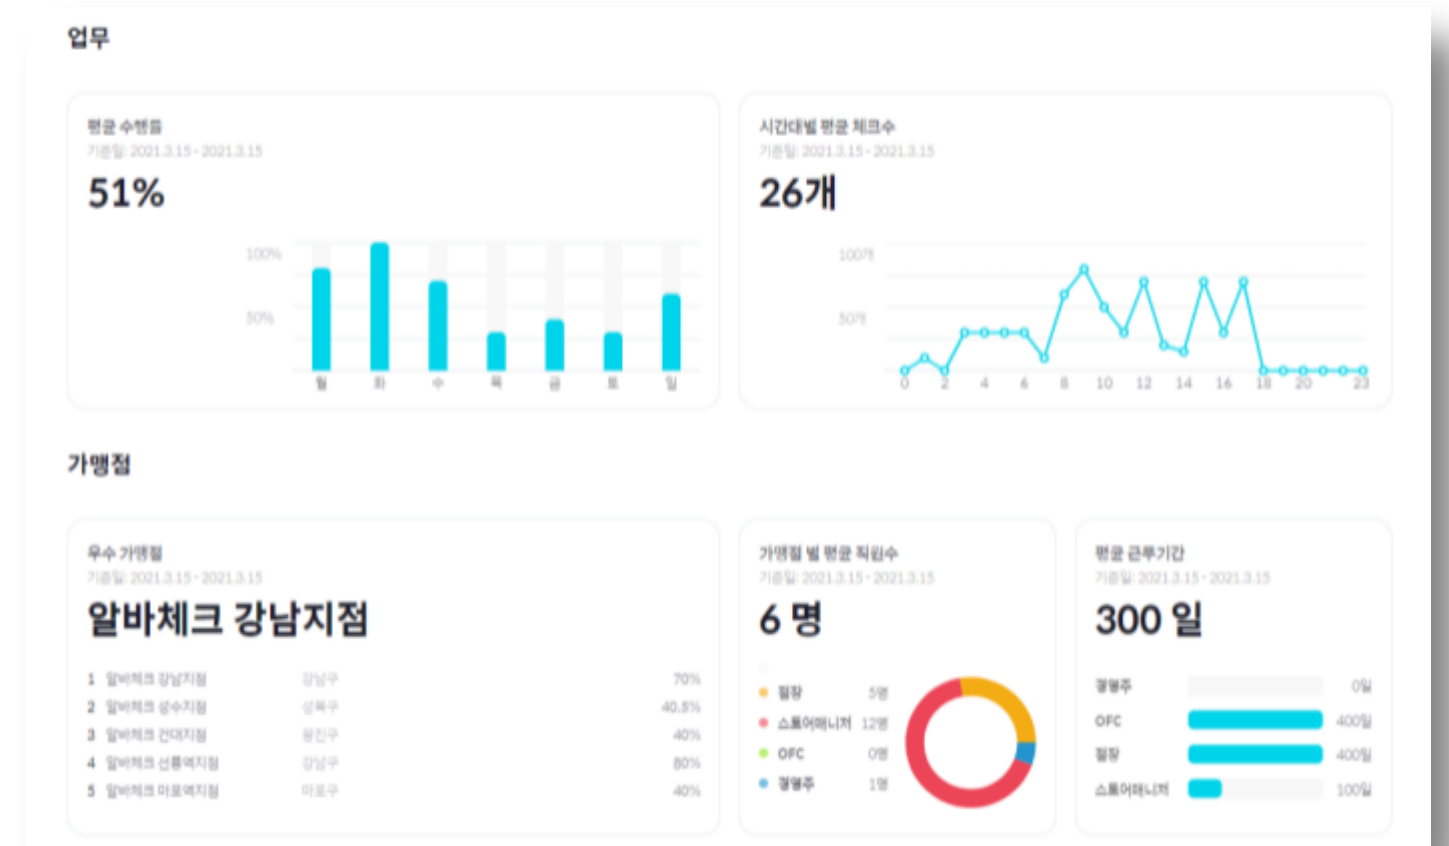 업무
평균 수행률
기준일: 2021.3.15 - 2021.3.15
51%
100%
50%
월 화 수 목 금 토 일
시간대별 평균 체크수
기준일: 2021.3.15 - 2021.3.15
26개
100개
50개
0 2 4 6 8 10 12 14 16 18 20 23
가맹점
우수 가맹점
기준일: 2021.3.15 - 2021.3.15
알바체크 강남지점
1 알바체크 강남지점 강남구 70%
2 알바체크 성수지점 성북구 40.8%
3 알바체크 건대지점 광진구 40%
4 알바체크 선릉역지점 강남구 80%
5 알바체크 마포역지점 마포구 40%
가맹점 별 평균 직원수
기준일: 2021.3.15 - 2021.3.15
6 명
점장 5명
스토어매니저 12명
OFC 0명
경영주 1명
평균 근무기간
기준일: 2021.3.15 - 2021.3.15
300 일
경영주 0일
OFC 400일
점장 400일
스토어매니저 100일